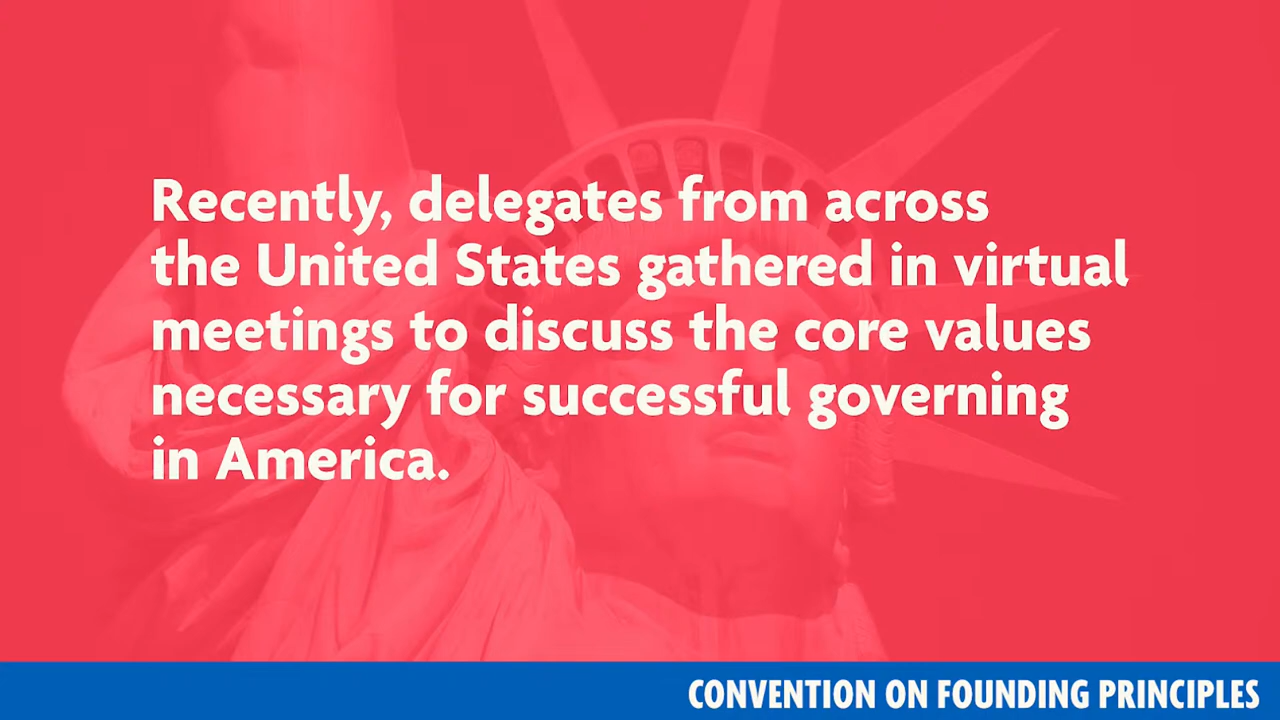 Recently, delegates from across
the United States gathered in virtual
meetings to discuss the core values
necessary for successful governing
in America.
CONVENTION ON FOUNDING PRINCIPLES